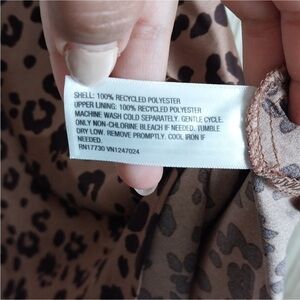 SHELL: 100% RECYCLED POLYESTER
UPPER LINING: 100% RECYCLED POLYESTER
MACHINE WASH COLD SEPARATELY. GENTLE CYCLE.
ONLY NON-CHLORINE BLEACH IF NEEDED. TUMBLE
DRY LOW. REMOVE PROMPTLY. COOL IRON IF
NEEDED.
RN17730 VN1247024